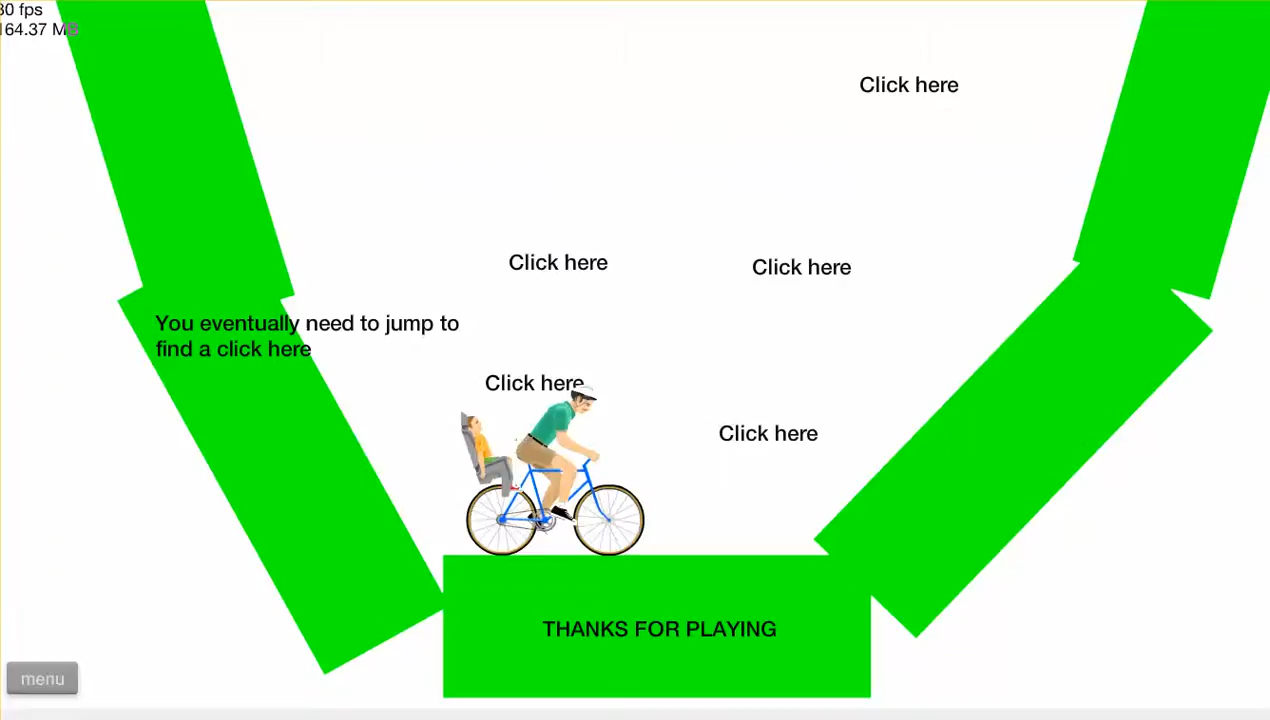 30 fps
164.37 MB
Click here
Click here
Click here
You eventually need to jump to
find a click here
Click here
Click here
THANKS FOR PLAYING
menu